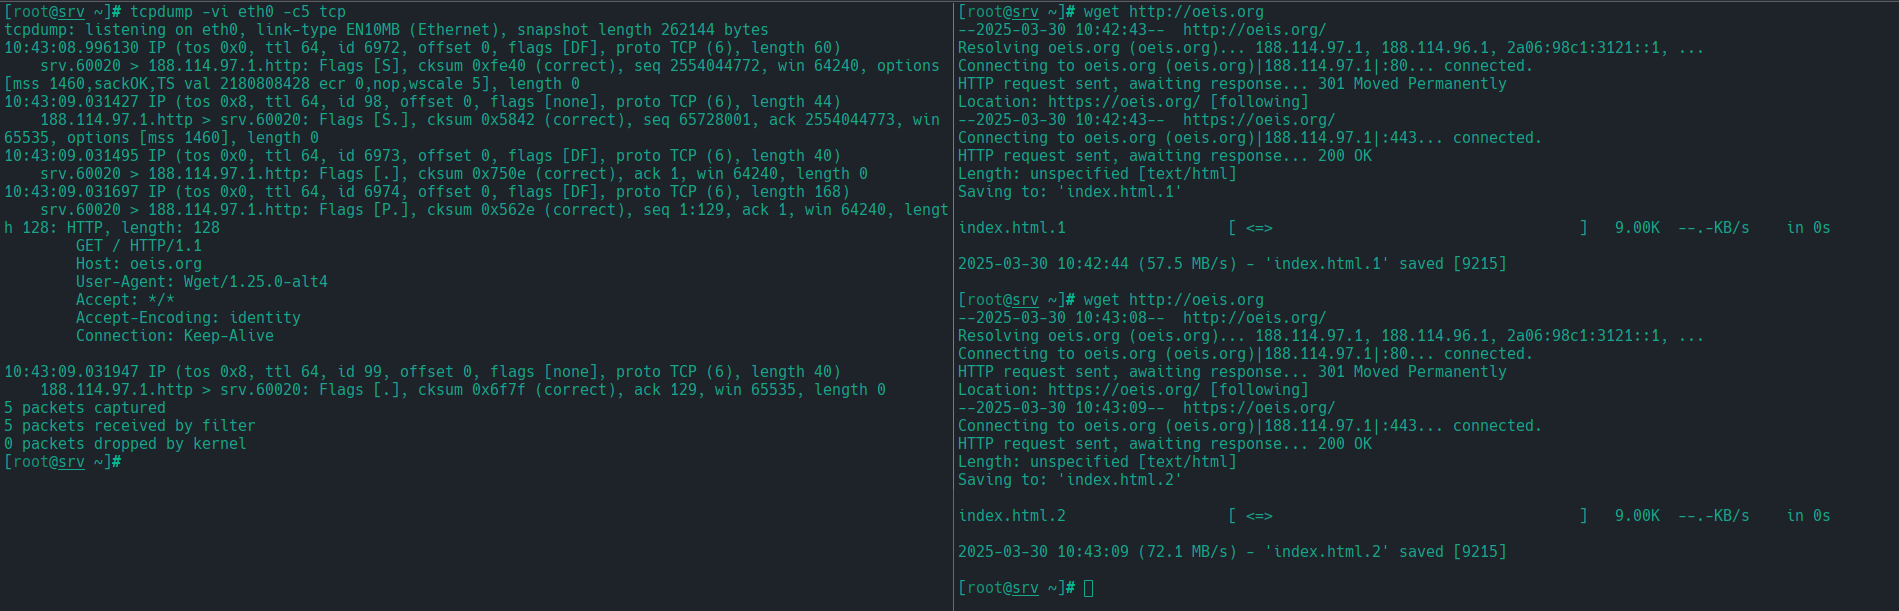 [root@srv ~]# tcpdump -vi eth0 -c5 tcp
tcpdump: listening on eth0, link-type EN10MB (Ethernet), snapshot length 262144 bytes
10:43:08.996130 IP (tos 0x0, ttl 64, id 6972, offset 0, flags [DF], proto TCP (6), length 60)
    srv.60020 > 188.114.97.1.http: Flags [S], cksum 0xfe40 (correct), seq 2554044772, win 64240, options
[mss 1460,sackOK,TS val 2180808428 ecr 0,nop,wscale 5], length 0
10:43:09.031427 IP (tos 0x8, ttl 64, id 98, offset 0, flags [none], proto TCP (6), length 44)
    188.114.97.1.http > srv.60020: Flags [S.], cksum 0x5842 (correct), seq 65728001, ack 2554044773, win
65535, options [mss 1460], length 0
10:43:09.031495 IP (tos 0x0, ttl 64, id 6973, offset 0, flags [DF], proto TCP (6), length 40)
    srv.60020 > 188.114.97.1.http: Flags [.], cksum 0x750e (correct), ack 1, win 64240, length 0
10:43:09.031697 IP (tos 0x0, ttl 64, id 6974, offset 0, flags [DF], proto TCP (6), length 168)
    srv.60020 > 188.114.97.1.http: Flags [P.], cksum 0x562e (correct), seq 1:129, ack 1, win 64240, lengt
h 128: HTTP, length: 128
        GET / HTTP/1.1
        Host: oeis.org
        User-Agent: Wget/1.25.0-alt4
        Accept: */*
        Accept-Encoding: identity
        Connection: Keep-Alive

10:43:09.031947 IP (tos 0x8, ttl 64, id 99, offset 0, flags [none], proto TCP (6), length 40)
    188.114.97.1.http > srv.60020: Flags [.], cksum 0x6f7f (correct), ack 129, win 65535, length 0
5 packets captured
5 packets received by filter
0 packets dropped by kernel
[root@srv ~]#
[root@srv ~]# wget http://oeis.org
--2025-03-30 10:42:43--  http://oeis.org/
Resolving oeis.org (oeis.org)... 188.114.97.1, 188.114.96.1, 2a06:98c1:3121::1, ...
Connecting to oeis.org (oeis.org)|188.114.97.1|:80... connected.
HTTP request sent, awaiting response... 301 Moved Permanently
Location: https://oeis.org/ [following]
--2025-03-30 10:42:43--  https://oeis.org/
Connecting to oeis.org (oeis.org)|188.114.97.1|:443... connected.
HTTP request sent, awaiting response... 200 OK
Length: unspecified [text/html]
Saving to: 'index.html.1'

index.html.1                  [ <=>                                  ]   9.00K  --.-KB/s    in 0s

2025-03-30 10:42:44 (57.5 MB/s) - 'index.html.1' saved [9215]

[root@srv ~]# wget http://oeis.org
--2025-03-30 10:43:08--  http://oeis.org/
Resolving oeis.org (oeis.org)... 188.114.97.1, 188.114.96.1, 2a06:98c1:3121::1, ...
Connecting to oeis.org (oeis.org)|188.114.97.1|:80... connected.
HTTP request sent, awaiting response... 301 Moved Permanently
Location: https://oeis.org/ [following]
--2025-03-30 10:43:09--  https://oeis.org/
Connecting to oeis.org (oeis.org)|188.114.97.1|:443... connected.
HTTP request sent, awaiting response... 200 OK
Length: unspecified [text/html]
Saving to: 'index.html.2'

index.html.2                  [ <=>                                  ]   9.00K  --.-KB/s    in 0s

2025-03-30 10:43:09 (72.1 MB/s) - 'index.html.2' saved [9215]

[root@srv ~]#